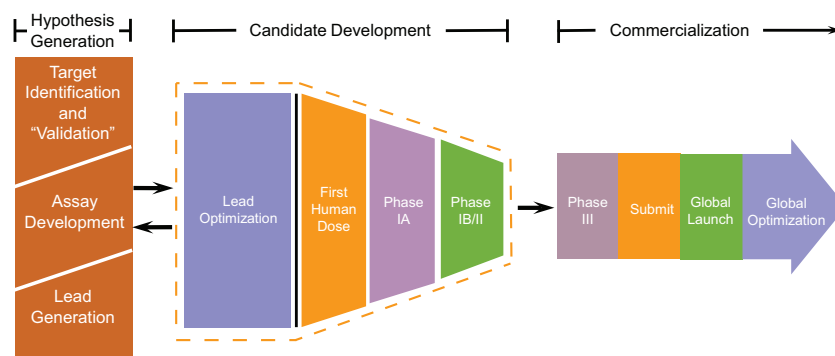 Hypothesis
Generation
Candidate Development
Commercialization
Target
Identification
and
“Validation”
Assay
Development
Lead
Generation
Lead
Optimization
First
Human
Dose
Phase
IA
Phase
IB/II
Phase
III
Submit
Global
Launch
Global
Optimization